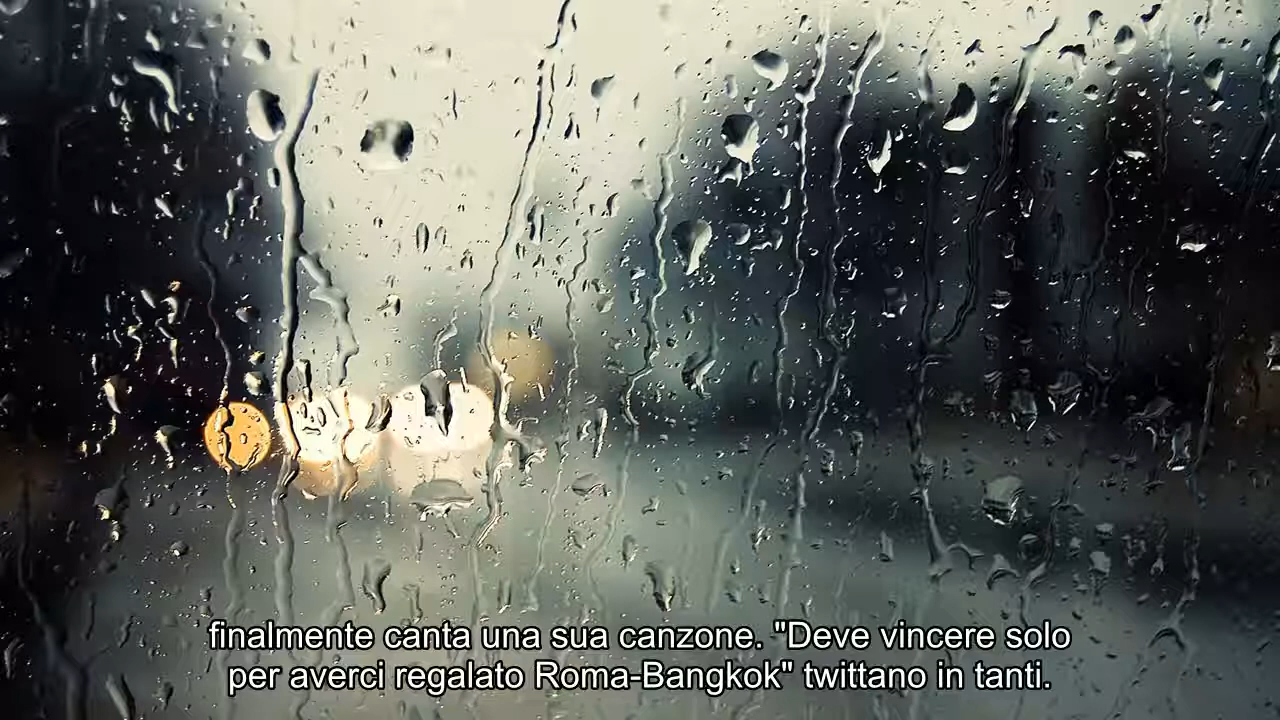 finalmente canta una sua canzone. "Deve vincere solo
per averci regalato Roma-Bangkok" twittano in tanti.